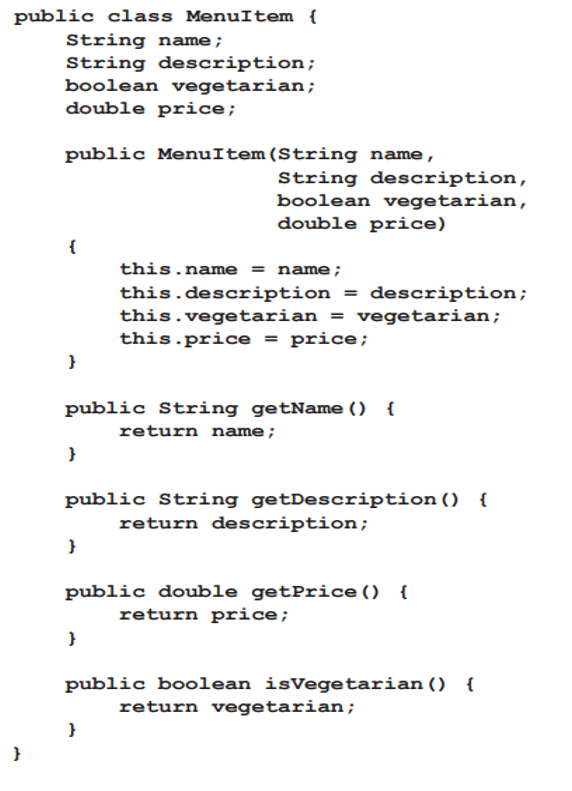 public class MenuItem {
    String name;
    String description;
    boolean vegetarian;
    double price;

    public MenuItem(String name,
                    String description,
                    boolean vegetarian,
                    double price)
    {
        this.name = name;
        this.description = description;
        this.vegetarian = vegetarian;
        this.price = price;
    }

    public String getName() {
        return name;
    }

    public String getDescription() {
        return description;
    }

    public double getPrice() {
        return price;
    }

    public boolean isVegetarian() {
        return vegetarian;
    }
}